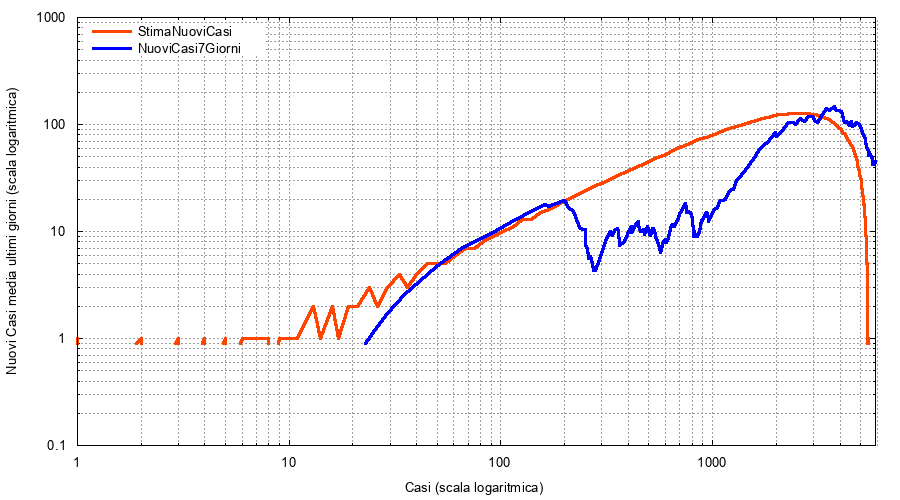 1000
StimaNuoviCasi
NuoviCasi7Giorni
100
10
1
0.1
Nuovi Casi media ultimi giorni (scala logaritmica)
1 10 100 1000
Casi (scala logaritmica)